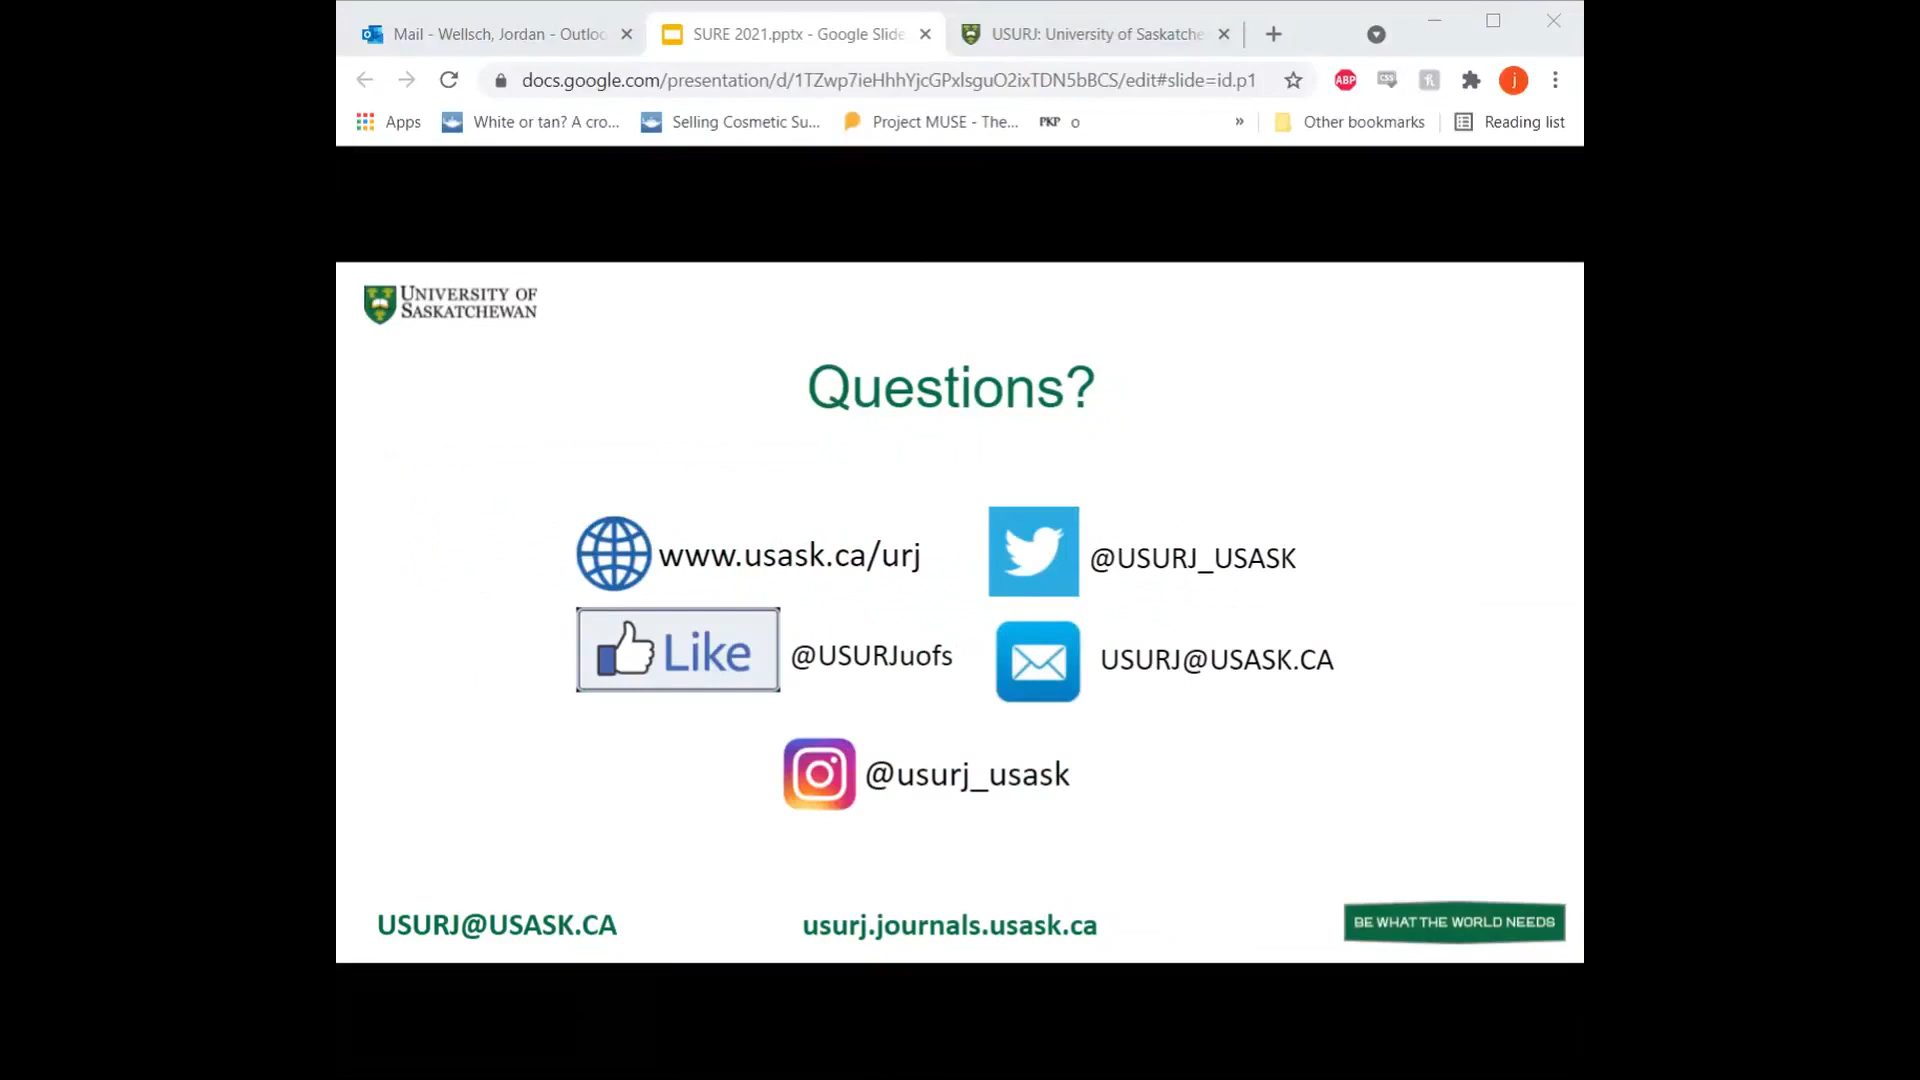 Mail - Wellsch, Jordan - Outlo
SURE 2021.pptx - Google Slide
USURJ: University of Saskatche
docs.google.com/presentation/d/1TZwp7ieHhhYjcGPxlsguO2ixTDN5bBCS/edit#slide=id.p1
ABP
CSS
j
Apps
White or tan? A cro...
Selling Cosmetic Su...
Project MUSE - The...
PKP o
»
Other bookmarks
Reading list
UNIVERSITY OF
SASKATCHEWAN
Questions?
www.usask.ca/urj
@USURJ_USASK
Like
@USURJuofs
USURJ@USASK.CA
@usurj_usask
USURJ@USASK.CA
usurj.journals.usask.ca
BE WHAT THE WORLD NEEDS